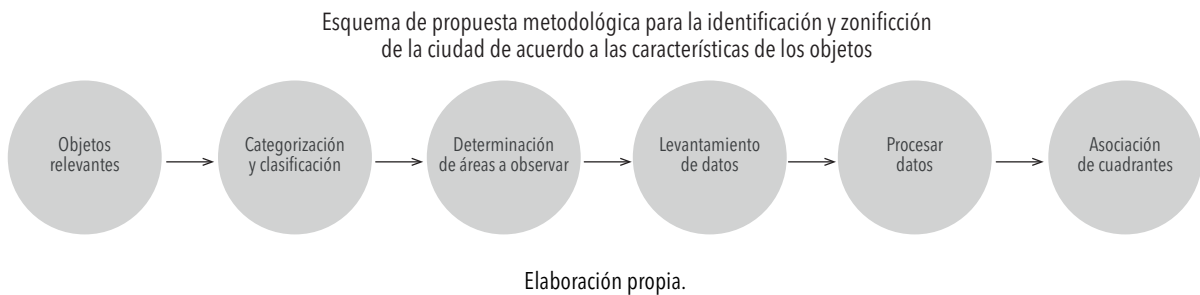 Esquema de propuesta metodológica para la identificación y zonificción
de la ciudad de acuerdo a las características de los objetos
Objetos
relevantes
Categorización
y clasificación
Determinación
de áreas a observar
Levantamiento
de datos
Procesar
datos
Asociación
de cuadrantes
Elaboración propia.